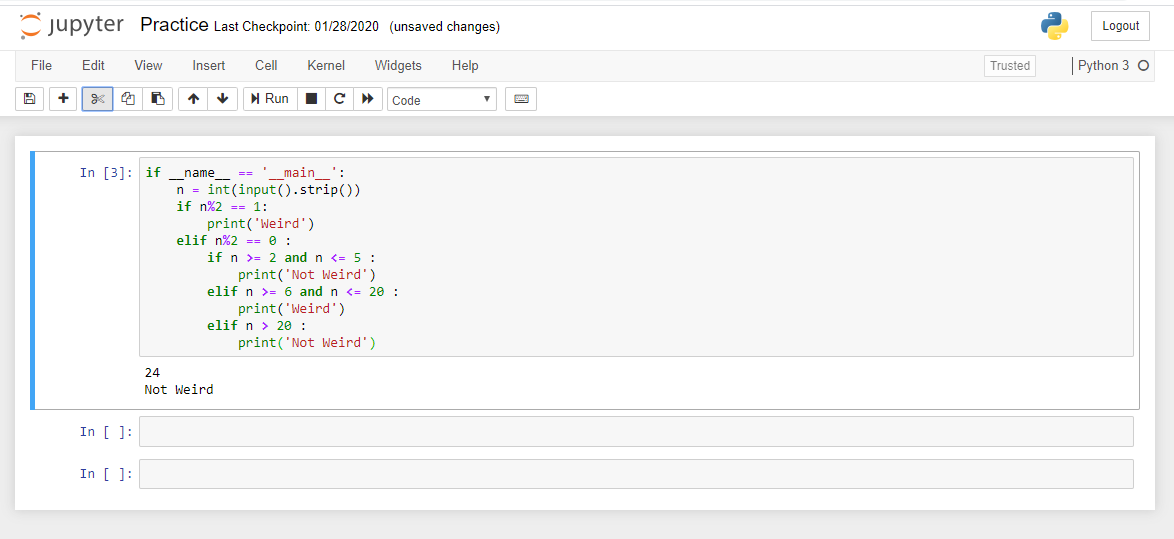 jupyter Practice Last Checkpoint: 01/28/2020 (unsaved changes) Logout
File Edit View Insert Cell Kernel Widgets Help Trusted Python 3
Run Code
In [3]: if __name__ == '__main__':
    n = int(input().strip())
    if n%2 == 1:
        print('Weird')
    elif n%2 == 0 :
        if n >= 2 and n <= 5 :
            print('Not Weird')
        elif n >= 6 and n <= 20 :
            print('Weird')
        elif n > 20 :
            print('Not Weird')
24
Not Weird
In [ ]:
In [ ]: